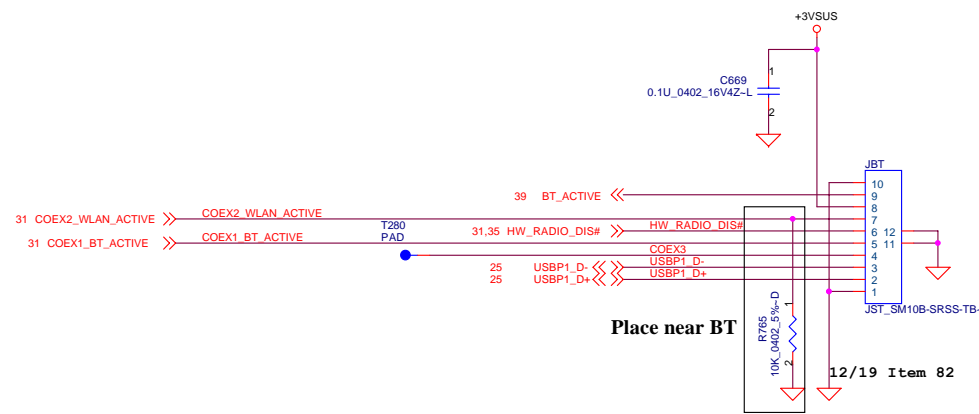 +3VSUS
1
C669
0.1U_0402_16V4Z~L
2
JBT
10
39 BT_ACTIVE
9
8
31 COEX2_WLAN_ACTIVE
COEX2_WLAN_ACTIVE
7
T280
PAD
31,35 HW_RADIO_DIS#
HW_RADIO_DIS#
6 12
31 COEX1_BT_ACTIVE
COEX1_BT_ACTIVE
5 11
COEX3
4
25 USBP1_D-
USBP1_D-
3
25 USBP1_D+
USBP1_D+
2
1
JST_SM10B-SRSS-TB-
1
R765
10K_0402_5%~D
2
Place near BT
12/19 Item 82